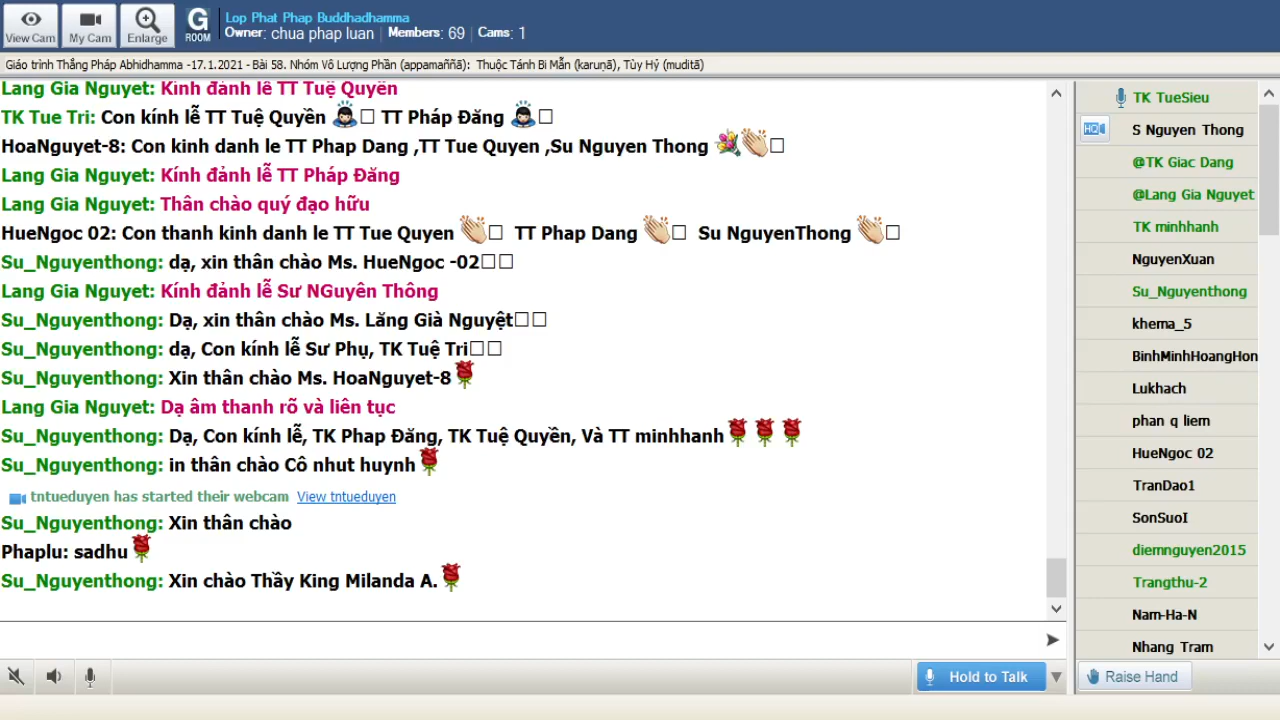 View Cam
My Cam
Enlarge
G
ROOM
Lop Phat Phap Buddhadhamma
Owner: chua phap luan Members: 69 Cams: 1
Giáo trình Thắng Pháp Abhidhamma -17.1.2021 - Bài 58. Nhóm Vô Lượng Phần (appamaññā): Thuộc Tánh Bi Mẫn (karuṇā), Tùy Hỷ (muditā)
Lang Gia Nguyet: Kính đảnh lễ TT Tuệ Quyền
TK Tue Tri: Con kính lễ TT Tuệ Quyền TT Pháp Đăng
HoaNguyet-8: Con kinh danh le TT Phap Dang ,TT Tue Quyen ,Su Nguyen Thong
Lang Gia Nguyet: Kính đảnh lễ TT Pháp Đăng
Lang Gia Nguyet: Thân chào quý đạo hữu
HueNgoc 02: Con thanh kinh danh le TT Tue Quyen TT Phap Dang Su NguyenThong
Su_Nguyenthong: dạ, xin thân chào Ms. HueNgoc -02
Lang Gia Nguyet: Kính đảnh lễ Sư NGuyên Thông
Su_Nguyenthong: Dạ, xin thân chào Ms. Lăng Già Nguyệt
Su_Nguyenthong: dạ, Con kính lễ Sư Phụ, TK Tuệ Tri
Su_Nguyenthong: Xin thân chào Ms. HoaNguyet-8
Lang Gia Nguyet: Dạ âm thanh rõ và liên tục
Su_Nguyenthong: Dạ, Con kính lễ, TK Phap Đăng, TK Tuệ Quyền, Và TT minhhanh
Su_Nguyenthong: in thân chào Cô nhut huynh
tntueduyen has started their webcam View tntueduyen
Su_Nguyenthong: Xin thân chào
Phaplu: sadhu
Su_Nguyenthong: Xin chào Thầy King Milanda A.
Hold to Talk
TK TueSieu
HQ
S Nguyen Thong
@TK Giac Dang
@Lang Gia Nguyet
TK minhhanh
NguyenXuan
Su_Nguyenthong
khema_5
BinhMinhHoangHon
Lukhach
phan q liem
HueNgoc 02
TranDao1
SonSuoI
diemnguyen2015
Trangthu-2
Nam-Ha-N
Nhang Tram
Raise Hand